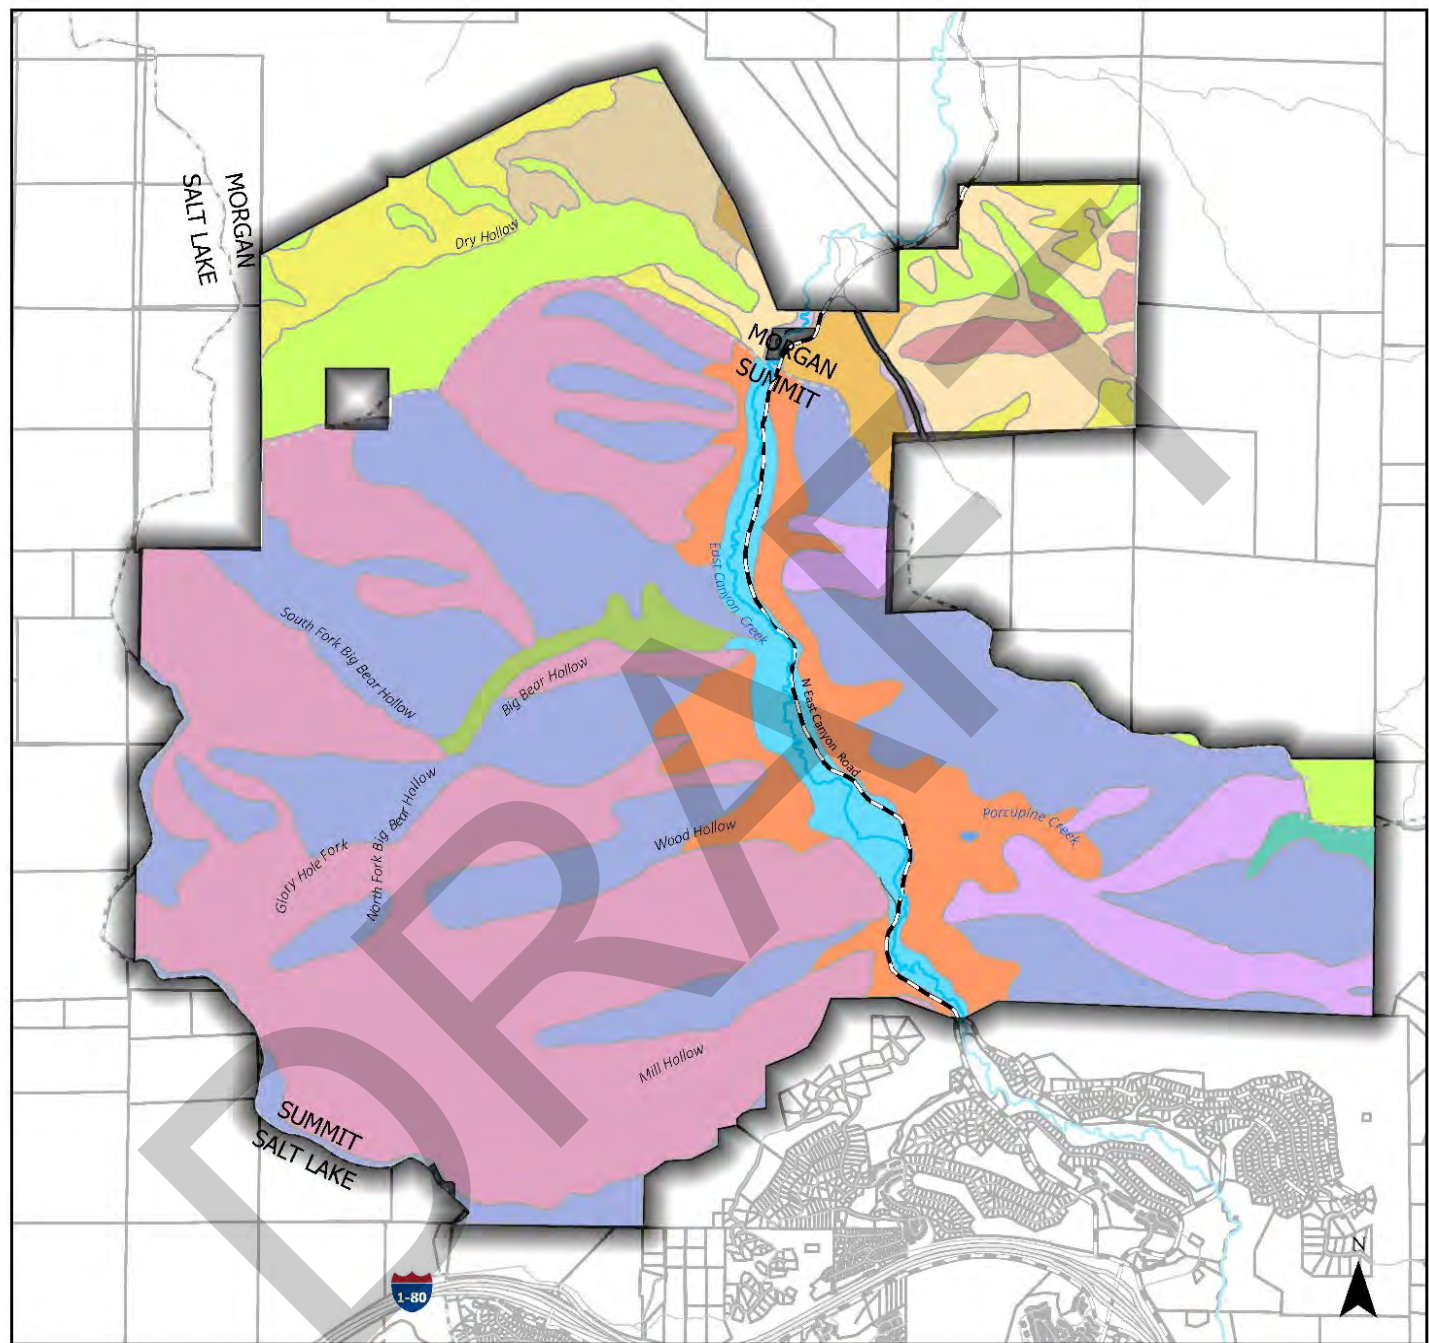 MORGAN
SALT LAKE
Dry Hollow
MORGAN
SUMMIT
East Canyon Creek
South Fork Big Bear Hollow
Big Bear Hollow
N East Canyon Road
Porcupine Creek
Wood Hollow
Glory Hole Fork
North Fork Big Bear Hollow
Mill Hollow
SUMMIT
SALT LAKE
DRAFT
I-80
N